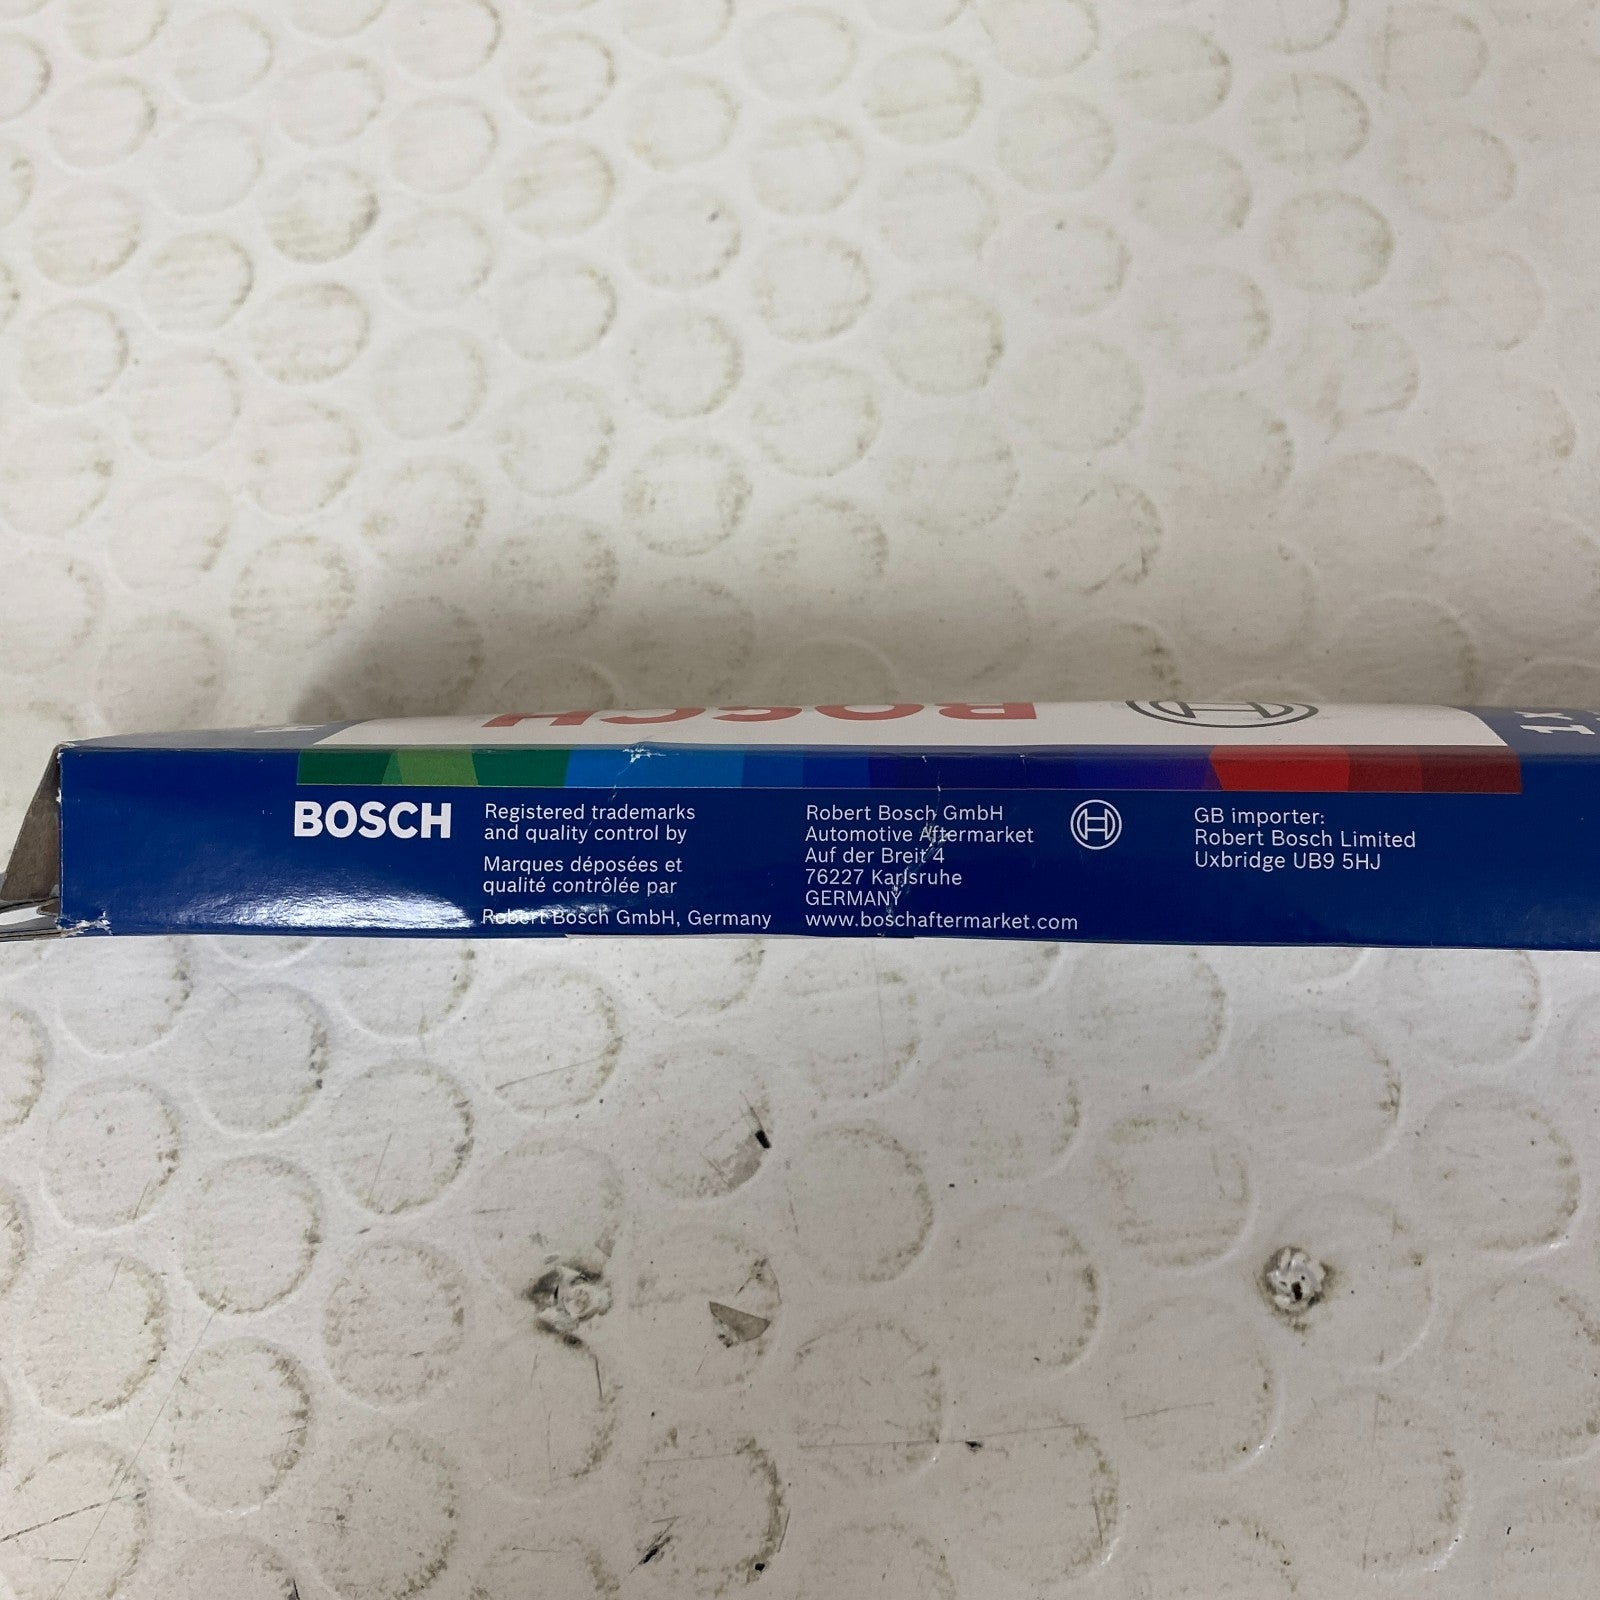 BOSCH
1 x
BOSCH
Registered trademarks
and quality control by
Marques déposées et
qualité contrôlée par
Robert Bosch GmbH, Germany
Robert Bosch GmbH
Automotive Aftermarket
Auf der Breit 4
76227 Karlsruhe
GERMANY
www.boschaftermarket.com
GB importer:
Robert Bosch Limited
Uxbridge UB9 5HJ